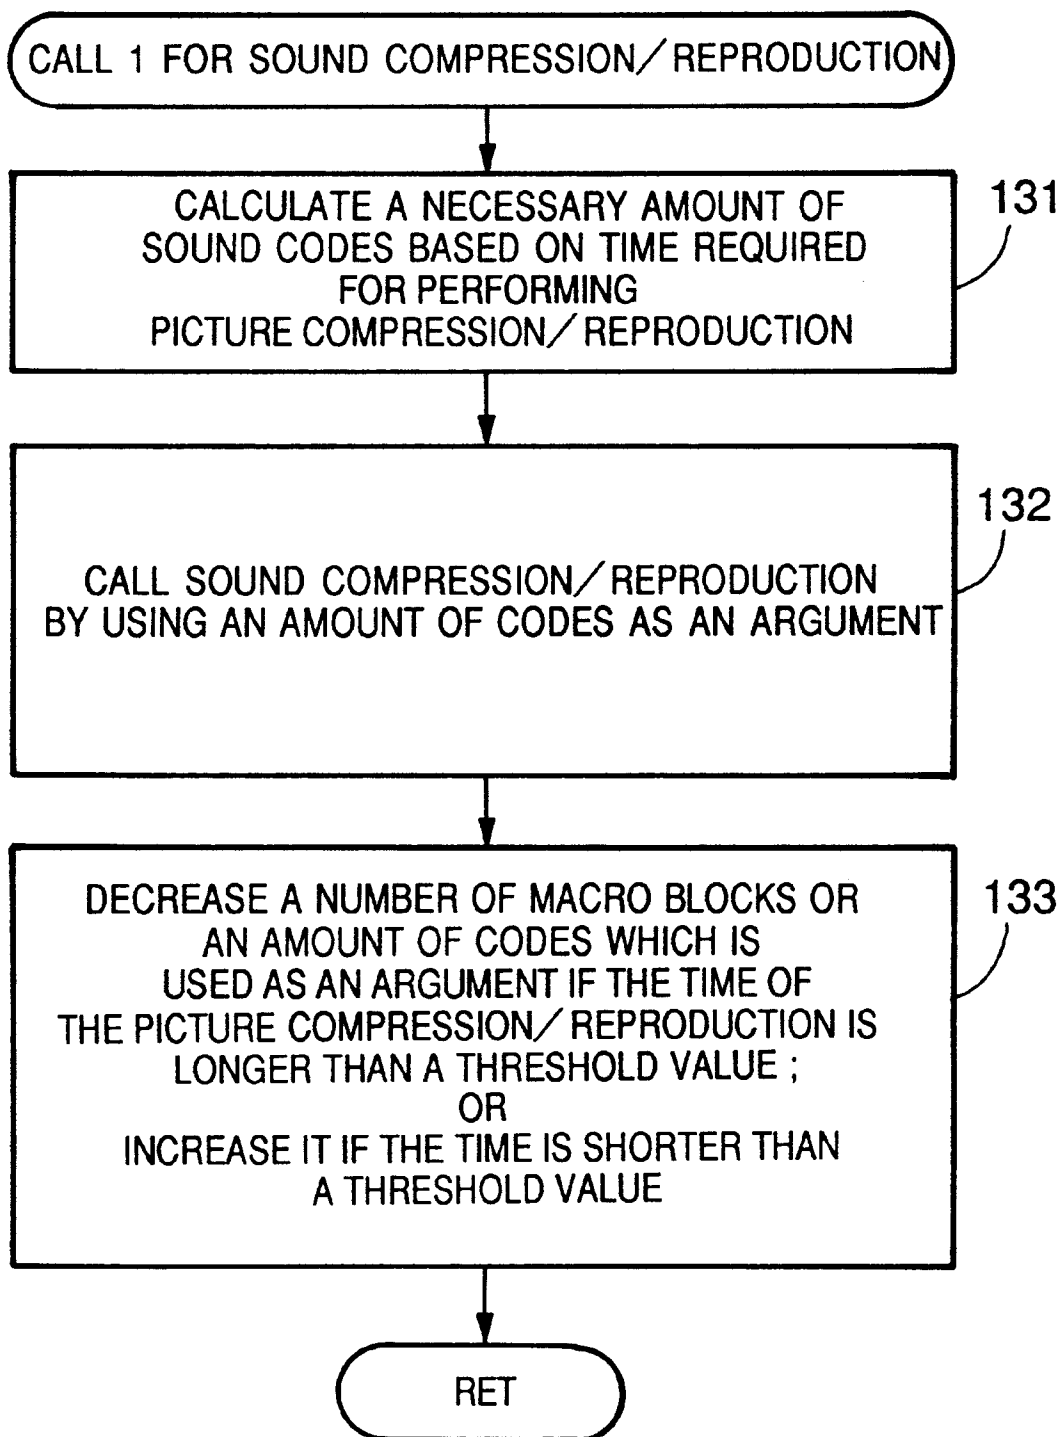 CALL 1 FOR SOUND COMPRESSION/REPRODUCTION
CALCULATE A NECESSARY AMOUNT OF
SOUND CODES BASED ON TIME REQUIRED
FOR PERFORMING
PICTURE COMPRESSION/REPRODUCTION
131
CALL SOUND COMPRESSION/REPRODUCTION
BY USING AN AMOUNT OF CODES AS AN ARGUMENT
132
DECREASE A NUMBER OF MACRO BLOCKS OR
AN AMOUNT OF CODES WHICH IS
USED AS AN ARGUMENT IF THE TIME OF
THE PICTURE COMPRESSION/REPRODUCTION IS
LONGER THAN A THRESHOLD VALUE ;
OR
INCREASE IT IF THE TIME IS SHORTER THAN
A THRESHOLD VALUE
133
RET